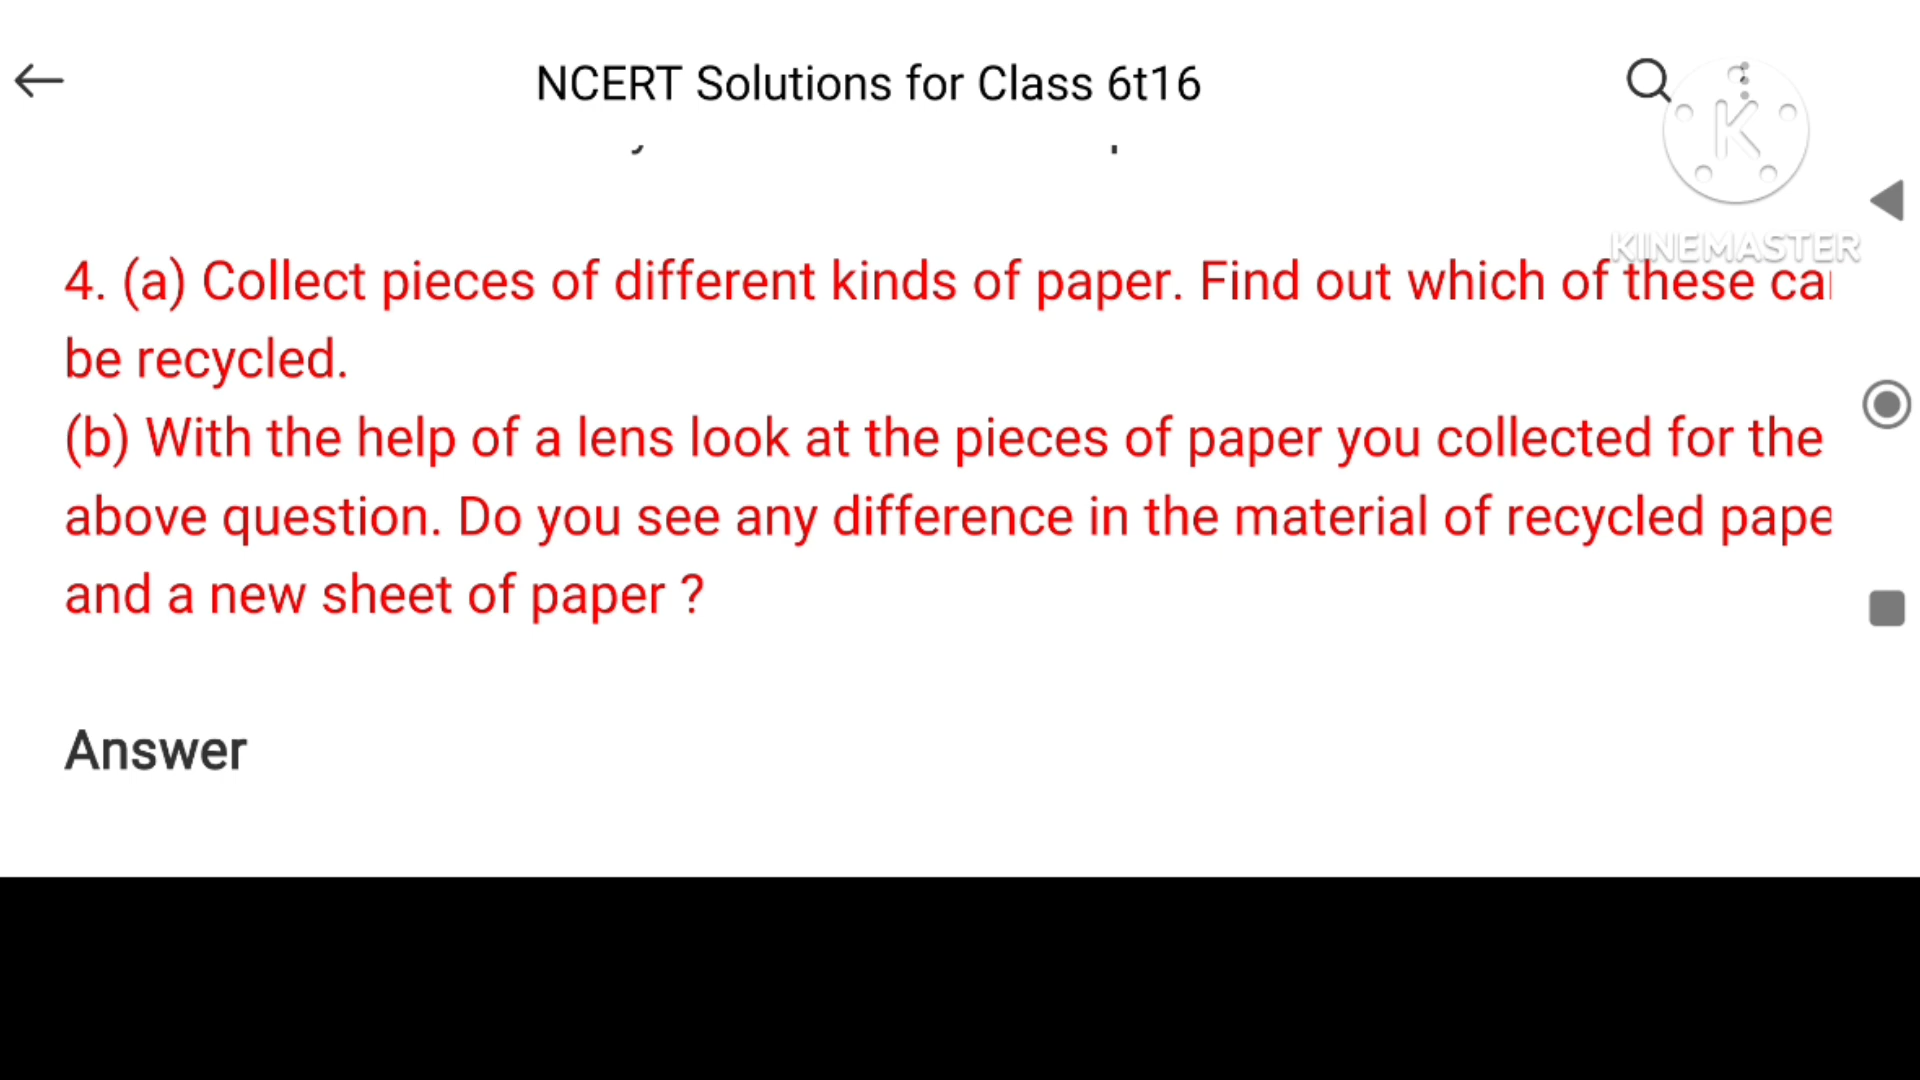 NCERT Solutions for Class 6t16
K
KINEMASTER
4. (a) Collect pieces of different kinds of paper. Find out which of these ca
be recycled.
(b) With the help of a lens look at the pieces of paper you collected for the
above question. Do you see any difference in the material of recycled pape
and a new sheet of paper ?
Answer